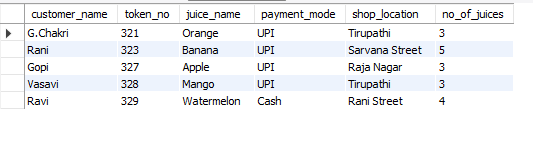 customer_name token_no juice_name payment_mode shop_location no_of_juices
G.Chakri 321 Orange UPI Tirupathi 3
Rani 323 Banana UPI Sarvana Street 5
Gopi 327 Apple UPI Raja Nagar 3
Vasavi 328 Mango UPI Tirupathi 3
Ravi 329 Watermelon Cash Rani Street 4